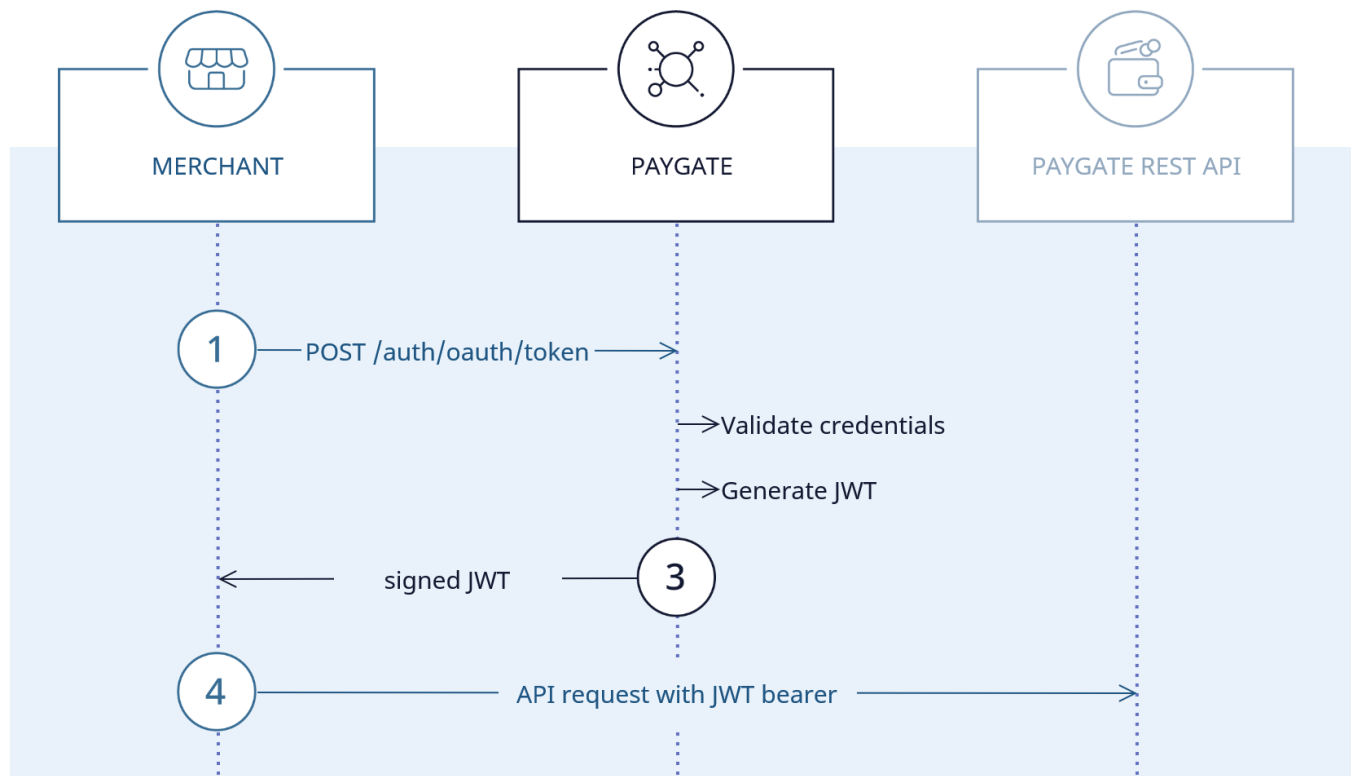 MERCHANT
PAYGATE
PAYGATE REST API
1
POST /auth/oauth/token
Validate credentials
Generate JWT
signed JWT
3
4
API request with JWT bearer